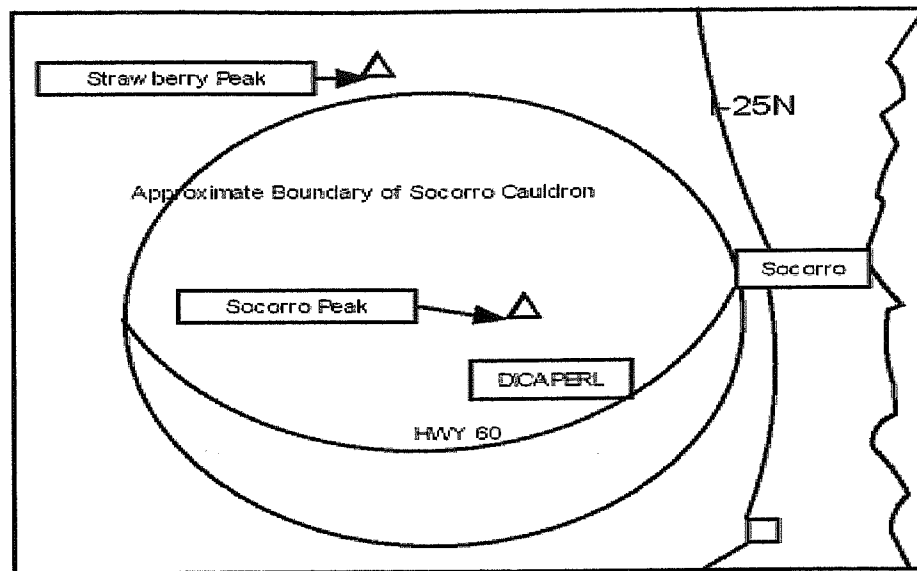 Strawberry Peak
I-25N
Approximate Boundary of Socorro Cauldron
Socorro
Socorro Peak
DICAPERL
HWY 60